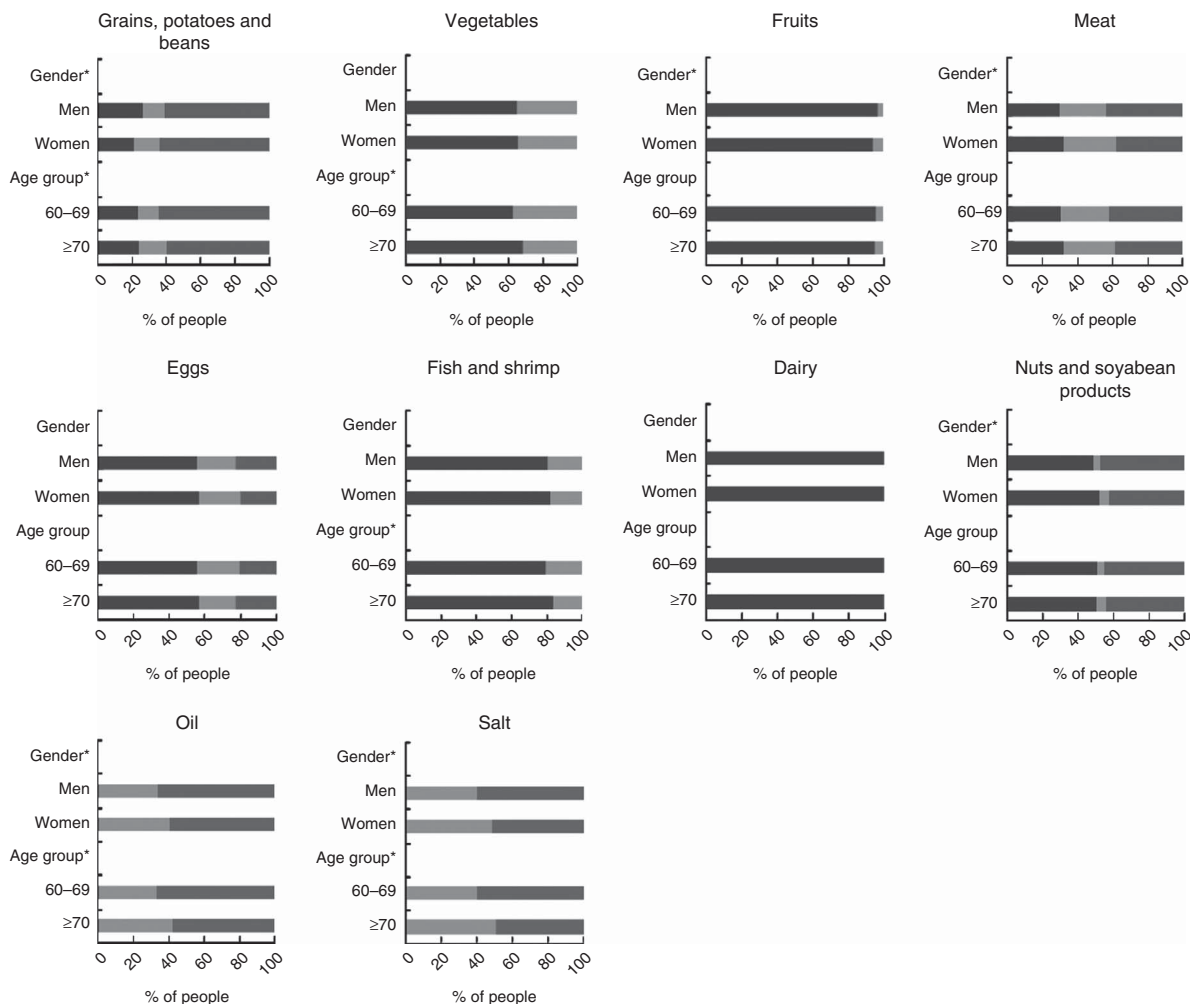 Grains, potatoes and
beans
Gender*
Men
Women
Age group*
60–69
≥70
0 20 40 60 80 100
% of people
Vegetables
Gender
Men
Women
Age group*
60–69
≥70
0 20 40 60 80 100
% of people
Fruits
Gender*
Men
Women
Age group
60–69
≥70
0 20 40 60 80 100
% of people
Meat
Gender*
Men
Women
Age group
60–69
≥70
0 20 40 60 80 100
% of people
Eggs
Gender
Men
Women
Age group
60–69
≥70
0 20 40 60 80 100
% of people
Fish and shrimp
Gender
Men
Women
Age group*
60–69
≥70
0 20 40 60 80 100
% of people
Dairy
Gender
Men
Women
Age group
60–69
≥70
0 20 40 60 80 100
% of people
Nuts and soyabean
products
Gender*
Men
Women
Age group
60–69
≥70
0 20 40 60 80 100
% of people
Oil
Gender*
Men
Women
Age group*
60–69
≥70
0 20 40 60 80 100
% of people
Salt
Gender*
Men
Women
Age group*
60–69
≥70
0 20 40 60 80 100
% of people